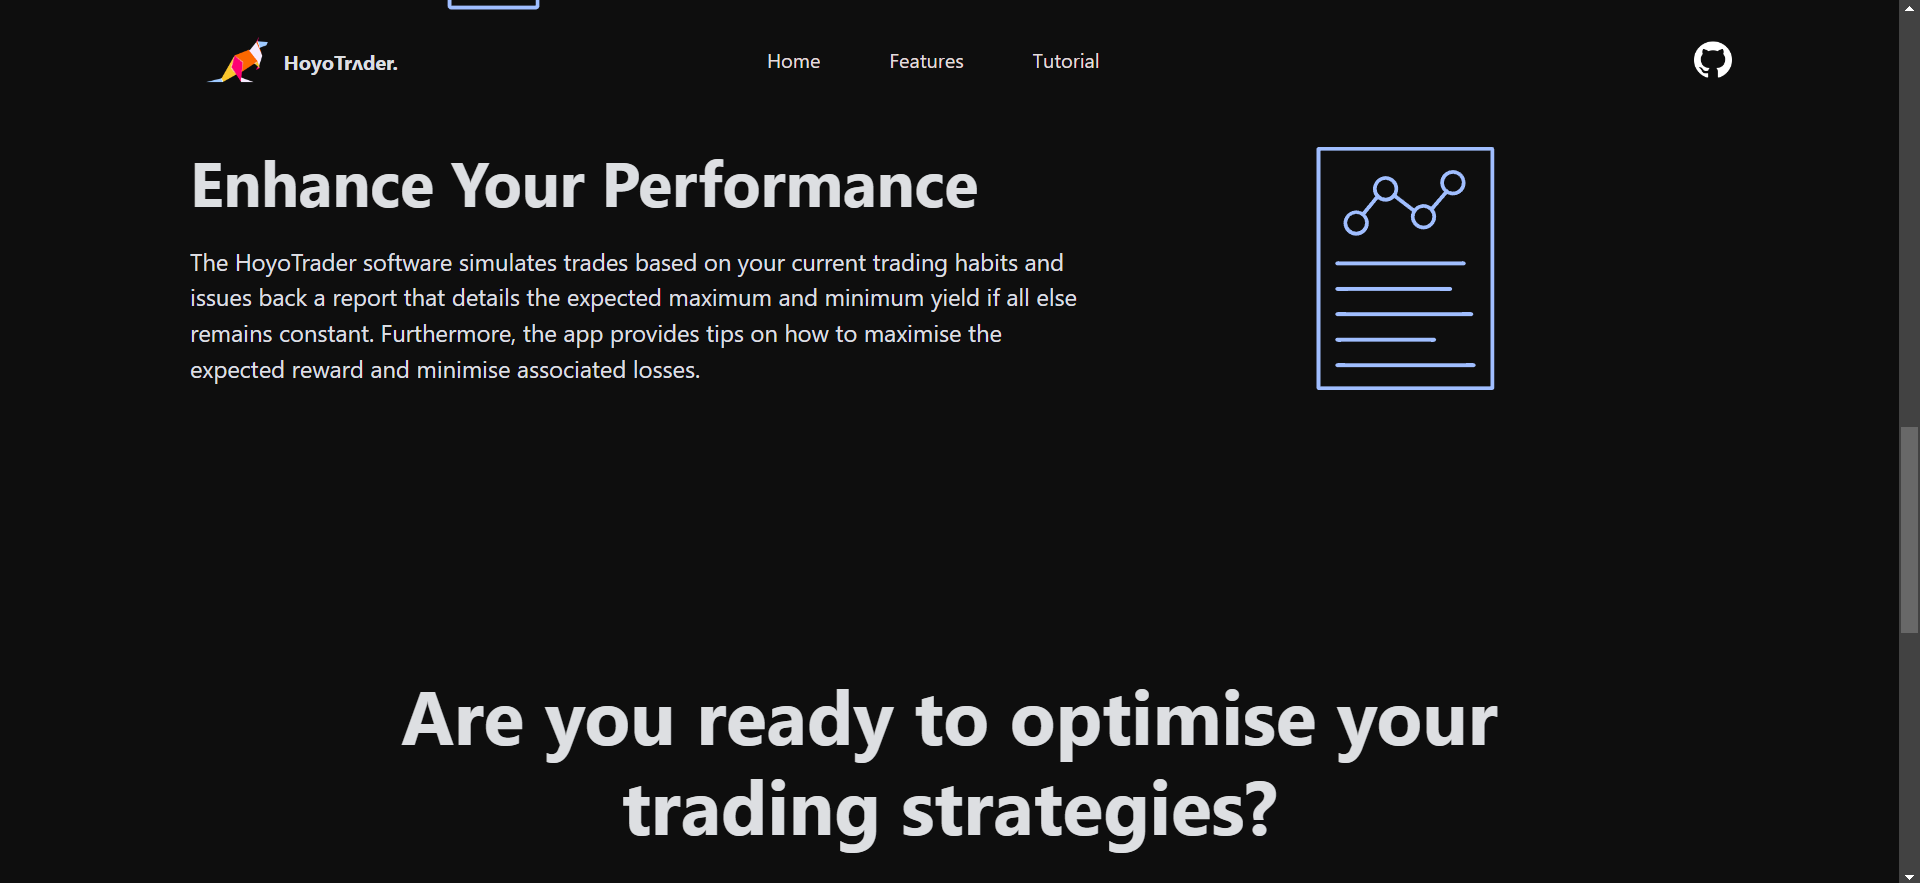 HoyoTrʌder.
Home
Features
Tutorial
Enhance Your Performance
The HoyoTrader software simulates trades based on your current trading habits and
issues back a report that details the expected maximum and minimum yield if all else
remains constant. Furthermore, the app provides tips on how to maximise the
expected reward and minimise associated losses.
Are you ready to optimise your
trading strategies?